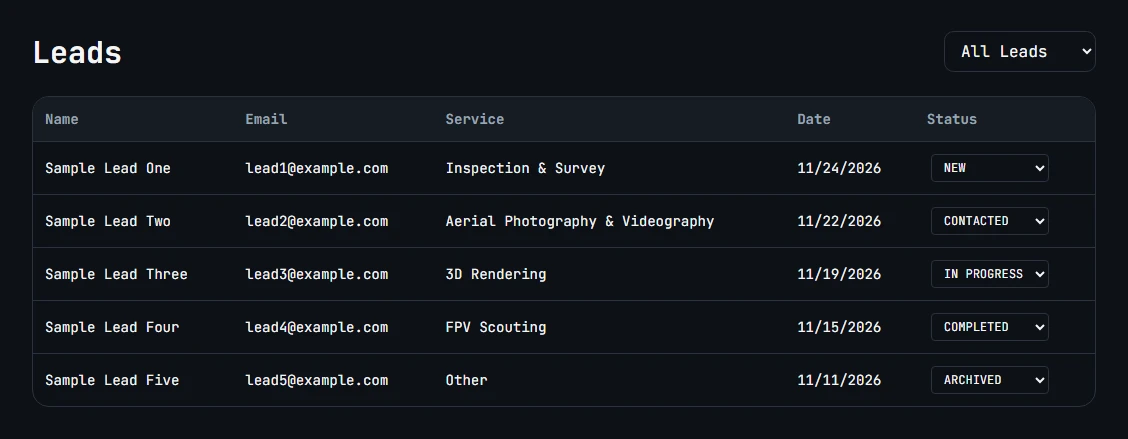 Leads
All Leads
Name Email Service Date Status
Sample Lead One lead1@example.com Inspection & Survey 11/24/2026 NEW
Sample Lead Two lead2@example.com Aerial Photography & Videography 11/22/2026 CONTACTED
Sample Lead Three lead3@example.com 3D Rendering 11/19/2026 IN PROGRESS
Sample Lead Four lead4@example.com FPV Scouting 11/15/2026 COMPLETED
Sample Lead Five lead5@example.com Other 11/11/2026 ARCHIVED